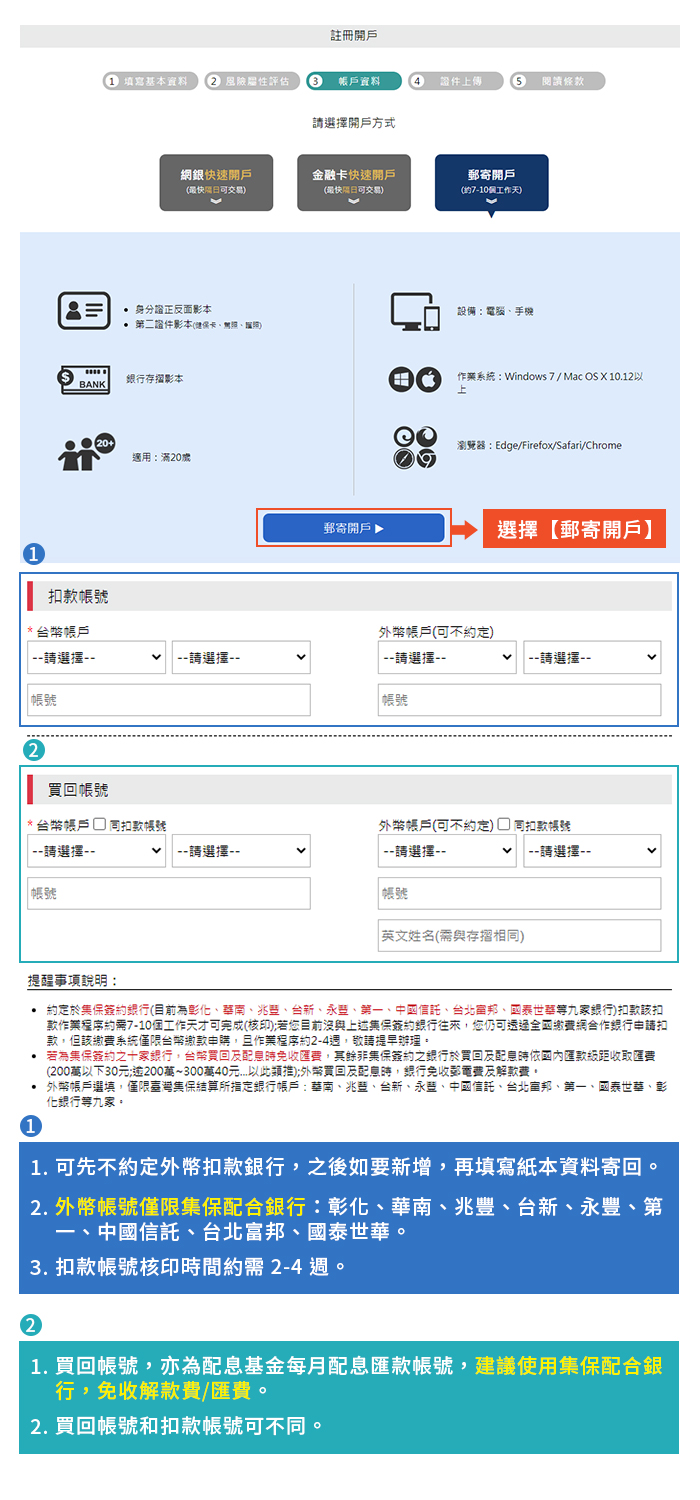 註冊開戶
1 填寫基本資料 2 風險屬性評估 3 帳戶資料 4 證件上傳 5 閱讀條款
請選擇開戶方式
網銀快速開戶
(最快隔日可交易)
金融卡快速開戶
(最快隔日可交易)
郵寄開戶
(約7-10個工作天)
• 身分證正反面影本
• 第二證件影本(健保卡、駕照、護照)
BANK
銀行存摺影本
20+
適用：滿20歲
設備：電腦、手機
作業系統：Windows 7 / Mac OS X 10.12以
上
瀏覽器：Edge/Firefox/Safari/Chrome
郵寄開戶 ▶
選擇【郵寄開戶】
1
扣款帳號
* 台幣帳戶
--請選擇-- --請選擇--
帳號
外幣帳戶(可不約定)
--請選擇-- --請選擇--
帳號
2
買回帳號
* 台幣帳戶 同扣款帳號
--請選擇-- --請選擇--
帳號
外幣帳戶(可不約定) 同扣款帳號
--請選擇-- --請選擇--
帳號
英文姓名(需與存摺相同)
提醒事項說明：
• 約定於集保簽約銀行(目前為彰化、華南、兆豐、台新、永豐、第一、中國信託、台北富邦、國泰世華等九家銀行)扣款該扣
款作業程序約需7-10個工作天才可完成(核印);若您目前沒與上述集保簽約銀行往來，您仍可透過全國繳費網合作銀行申請扣
款，但該繳費系統僅限台幣繳款申購，且作業程序約2-4週，敬請提早辦理。
• 若為集保簽約之十家銀行，台幣買回及配息時免收匯費，其餘非集保簽約之銀行於買回及配息時依國內匯款級距收取匯費
(200萬以下30元;逾200萬~300萬40元...以此類推);外幣買回及配息時，銀行免收郵電費及解款費。
• 外幣帳戶選填，僅限臺灣集保結算所指定銀行帳戶：華南、兆豐、台新、永豐、中國信託、台北富邦、第一、國泰世華、彰
化銀行等九家。
1
1. 可先不約定外幣扣款銀行，之後如要新增，再填寫紙本資料寄回。
2. 外幣帳號僅限集保配合銀行：彰化、華南、兆豐、台新、永豐、第
一、中國信託、台北富邦、國泰世華。
3. 扣款帳號核印時間約需 2-4 週。
2
1. 買回帳號，亦為配息基金每月配息匯款帳號，建議使用集保配合銀
行，免收解款費/匯費。
2. 買回帳號和扣款帳號可不同。